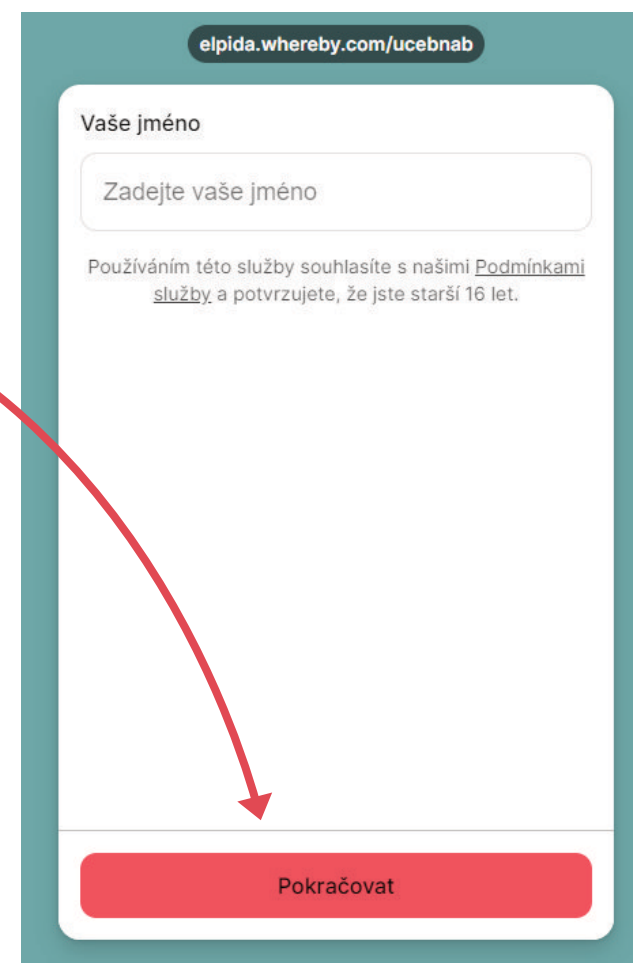 elpida.whereby.com/ucebnab
Vaše jméno
Zadejte vaše jméno
Používáním této služby souhlasíte s našimi Podmínkami
služby a potvrzujete, že jste starší 16 let.
Pokračovat